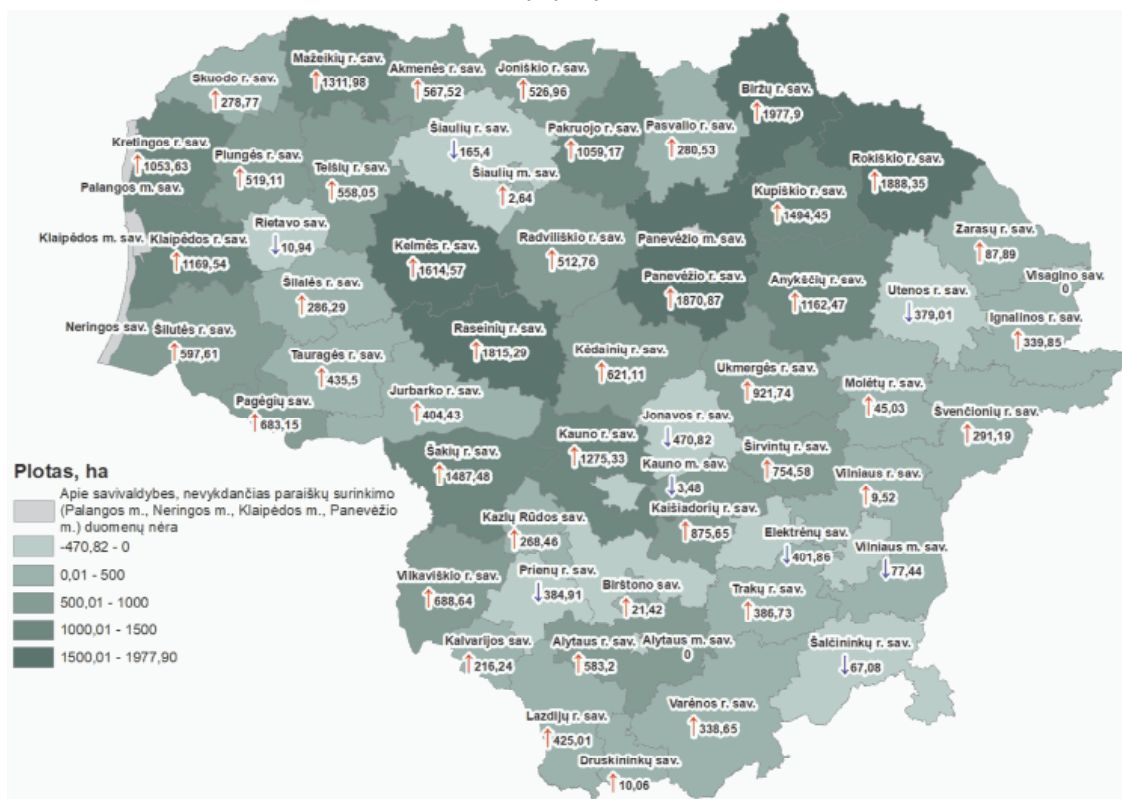 Mažeikių r. sav.
1311,98
Akmenės r. sav.
567,52
Joniškio r. sav.
526,96
Skuodo r. sav.
278,77
Biržų r. sav.
1977,9
Šiaulių r. sav.
165,4
Pakruojo r. sav.
1059,17
Pasvalio r. sav.
280,53
Kretingos r. sav.
1053,63
Plungės r. sav.
519,11
Telšių r. sav.
558,05
Šiaulių m. sav.
2,64
Rokiškio r. sav.
1888,35
Palangos m. sav.
Kupiškio r. sav.
1494,45
Rietavo sav.
10,94
Klaipėdos m. sav.
Klaipėdos r. sav.
1169,54
Kelmės r. sav.
1614,57
Radviliškio r. sav.
512,76
Panevėžio m. sav.
Zarasų r. sav.
87,89
Panevėžio r. sav.
1870,87
Anykščių r. sav.
1162,47
Utenos r. sav.
379,01
Visagino sav.
0
Šilalės r. sav.
286,29
Ignalinos r. sav.
339,85
Neringos sav.
Šilutės r. sav.
597,61
Raseinių r. sav.
1815,29
Tauragės r. sav.
435,5
Kėdainių r. sav.
621,11
Ukmergės r. sav.
921,74
Molėtų r. sav.
45,03
Jurbarko r. sav.
404,43
Pagėgių sav.
683,15
Jonavos r. sav.
470,82
Švenčionių r. sav.
291,19
Šakių r. sav.
1487,48
Kauno r. sav.
1275,33
Širvintų r. sav.
754,58
Kauno m. sav.
3,48
Vilniaus r. sav.
9,52
Kaišiadorių r. sav.
875,65
Kazlų Rūdos sav.
268,46
Elektrėnų sav.
401,86
Vilniaus m. sav.
77,44
Vilkaviškio r. sav.
688,64
Prienų r. sav.
384,91
Birštono sav.
21,42
Trakų r. sav.
386,73
Kalvarijos sav.
216,24
Alytaus r. sav.
583,2
Alytaus m. sav.
0
Šalčininkų r. sav.
67,08
Lazdijų r. sav.
425,01
Varėnos r. sav.
338,65
Druskininkų sav.
10,06
Plotas, ha
Apie savivaldybes, nevykdančias paraiškų surinkimo
(Palangos m., Neringos m., Klaipėdos m., Panevėžio
m.) duomenų nėra
-470,82 - 0
0,01 - 500
500,01 - 1000
1000,01 - 1500
1500,01 - 1977,90